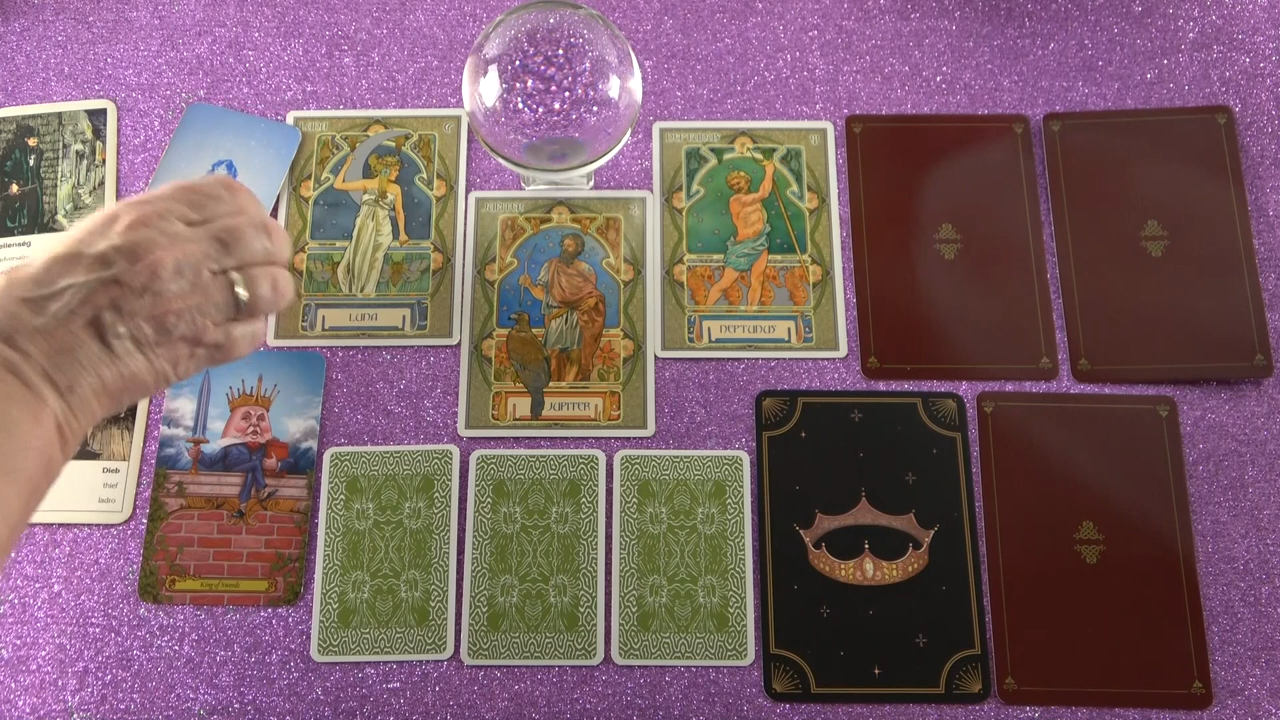 LUNA
LUNA
JUPITER
JUPITER
NEPTUNUS
NEPTUNUS
King of Swords
Dieb
thief
ladro